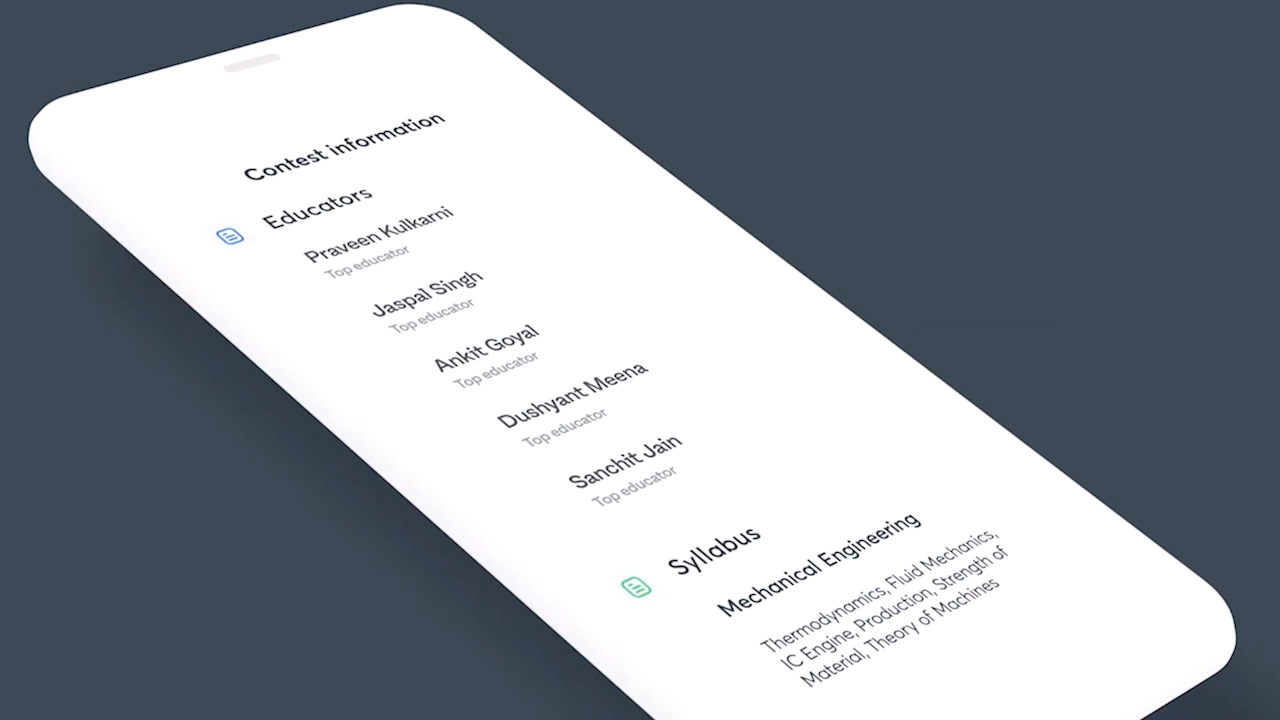 Contest information
Educators
Praveen Kulkarni
Top educator
Jaspal Singh
Top educator
Ankit Goyal
Top educator
Dushyant Meena
Top educator
Sanchit Jain
Top educator
Syllabus
Mechanical Engineering
Thermodynamics, Fluid Mechanics,
IC Engine, Production, Strength of
Material, Theory of Machines